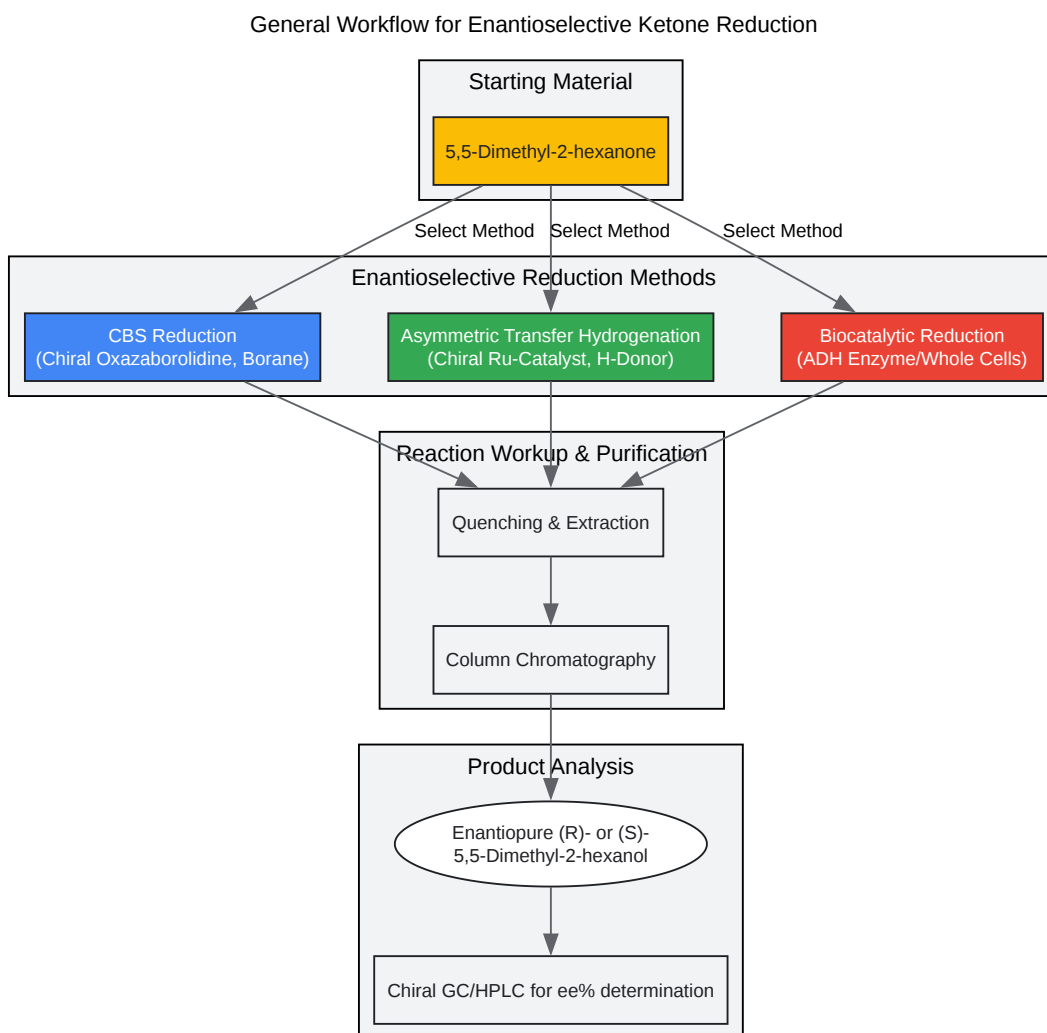 General Workflow for Enantioselective Ketone Reduction
Starting Material
5,5-Dimethyl-2-hexanone
Select Method
Select Method
Select Method
Enantioselective Reduction Methods
CBS Reduction
(Chiral Oxazaborolidine, Borane)
Asymmetric Transfer Hydrogenation
(Chiral Ru-Catalyst, H-Donor)
Biocatalytic Reduction
(ADH Enzyme/Whole Cells)
Reaction Workup & Purification
Quenching & Extraction
Column Chromatography
Product Analysis
Enantiopure (R)- or (S)-
5,5-Dimethyl-2-hexanol
Chiral GC/HPLC for ee% determination